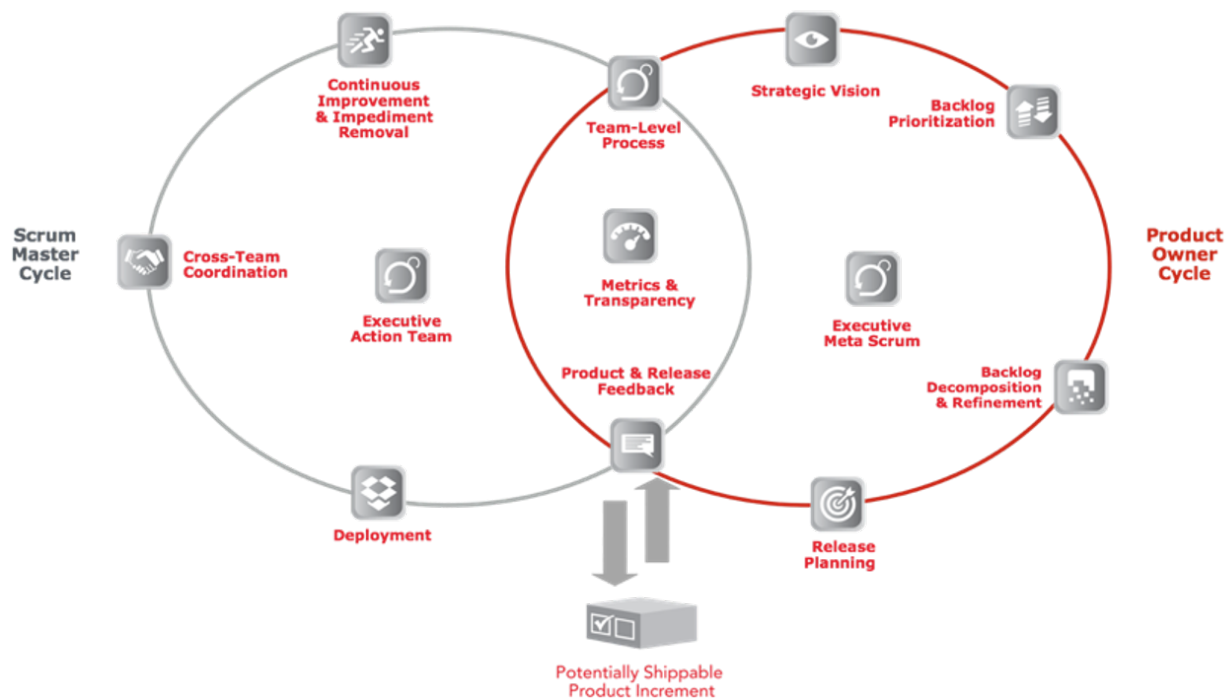 Continuous
Improvement
& Impediment
Removal
Team-Level
Process
Strategic Vision
Backlog
Prioritization
Scrum
Master
Cycle
Cross-Team
Coordination
Executive
Action Team
Metrics &
Transparency
Executive
Meta Scrum
Product
Owner
Cycle
Product & Release
Feedback
Backlog
Decomposition
& Refinement
Deployment
Release
Planning
Potentially Shippable
Product Increment